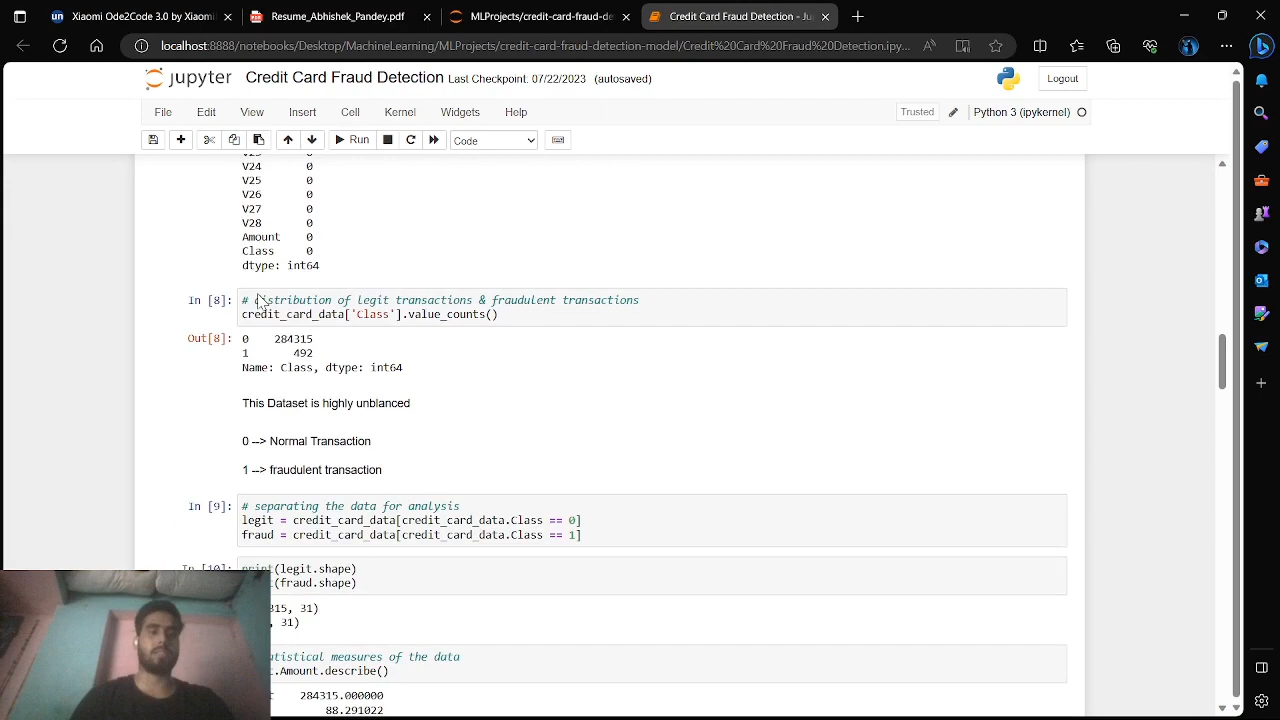 Xiaomi Ode2Code 3.0 by Xiaomi
Resume_Abhishek_Pandey.pdf
MLProjects/credit-card-fraud-de
Credit Card Fraud Detection - Ju
localhost:8888/notebooks/Desktop/MachineLearning/MLProjects/credit-card-fraud-detection-model/Credit%20Card%20Fraud%20Detection.ipy...
jupyter Credit Card Fraud Detection Last Checkpoint: 07/22/2023 (autosaved)
Logout
File Edit View Insert Cell Kernel Widgets Help
Trusted Python 3 (ipykernel)
Run Code
V24 0
V25 0
V26 0
V27 0
V28 0
Amount 0
Class 0
dtype: int64
In [8]: # distribution of legit transactions & fraudulent transactions
credit_card_data['Class'].value_counts()
Out[8]: 0 284315
1 492
Name: Class, dtype: int64
This Dataset is highly unblanced
0 --> Normal Transaction
1 --> fraudulent transaction
In [9]: # separating the data for analysis
legit = credit_card_data[credit_card_data.Class == 0]
fraud = credit_card_data[credit_card_data.Class == 1]
In [10]: print(legit.shape)
(fraud.shape)
315, 31)
, 31)
atistical measures of the data
.Amount.describe()
284315.000000
88.291022